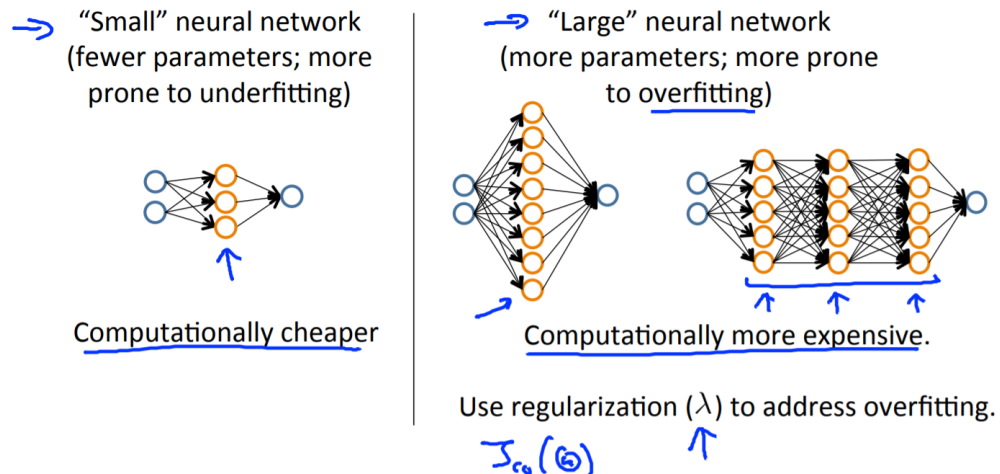 “Small” neural network
(fewer parameters; more
prone to underfitting)
Computationally cheaper
“Large” neural network
(more parameters; more prone
to overfitting)
Computationally more expensive.
Use regularization (λ) to address overfitting.
J_cv(Θ)